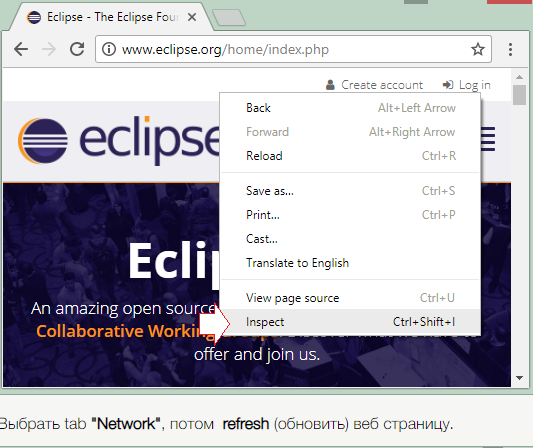 Eclipse - The Eclipse Foun
www.eclipse.org/home/index.php
Create account Log in
eclipse
Back Alt+Left Arrow
Forward Alt+Right Arrow
Reload Ctrl+R
Save as... Ctrl+S
Print... Ctrl+P
Cast...
Translate to English
View page source Ctrl+U
Inspect Ctrl+Shift+I
Ecli
An amazing open source
Collaborative Working
offer and join us.
Выбрать tab "Network", потом refresh (обновить) веб страницу.